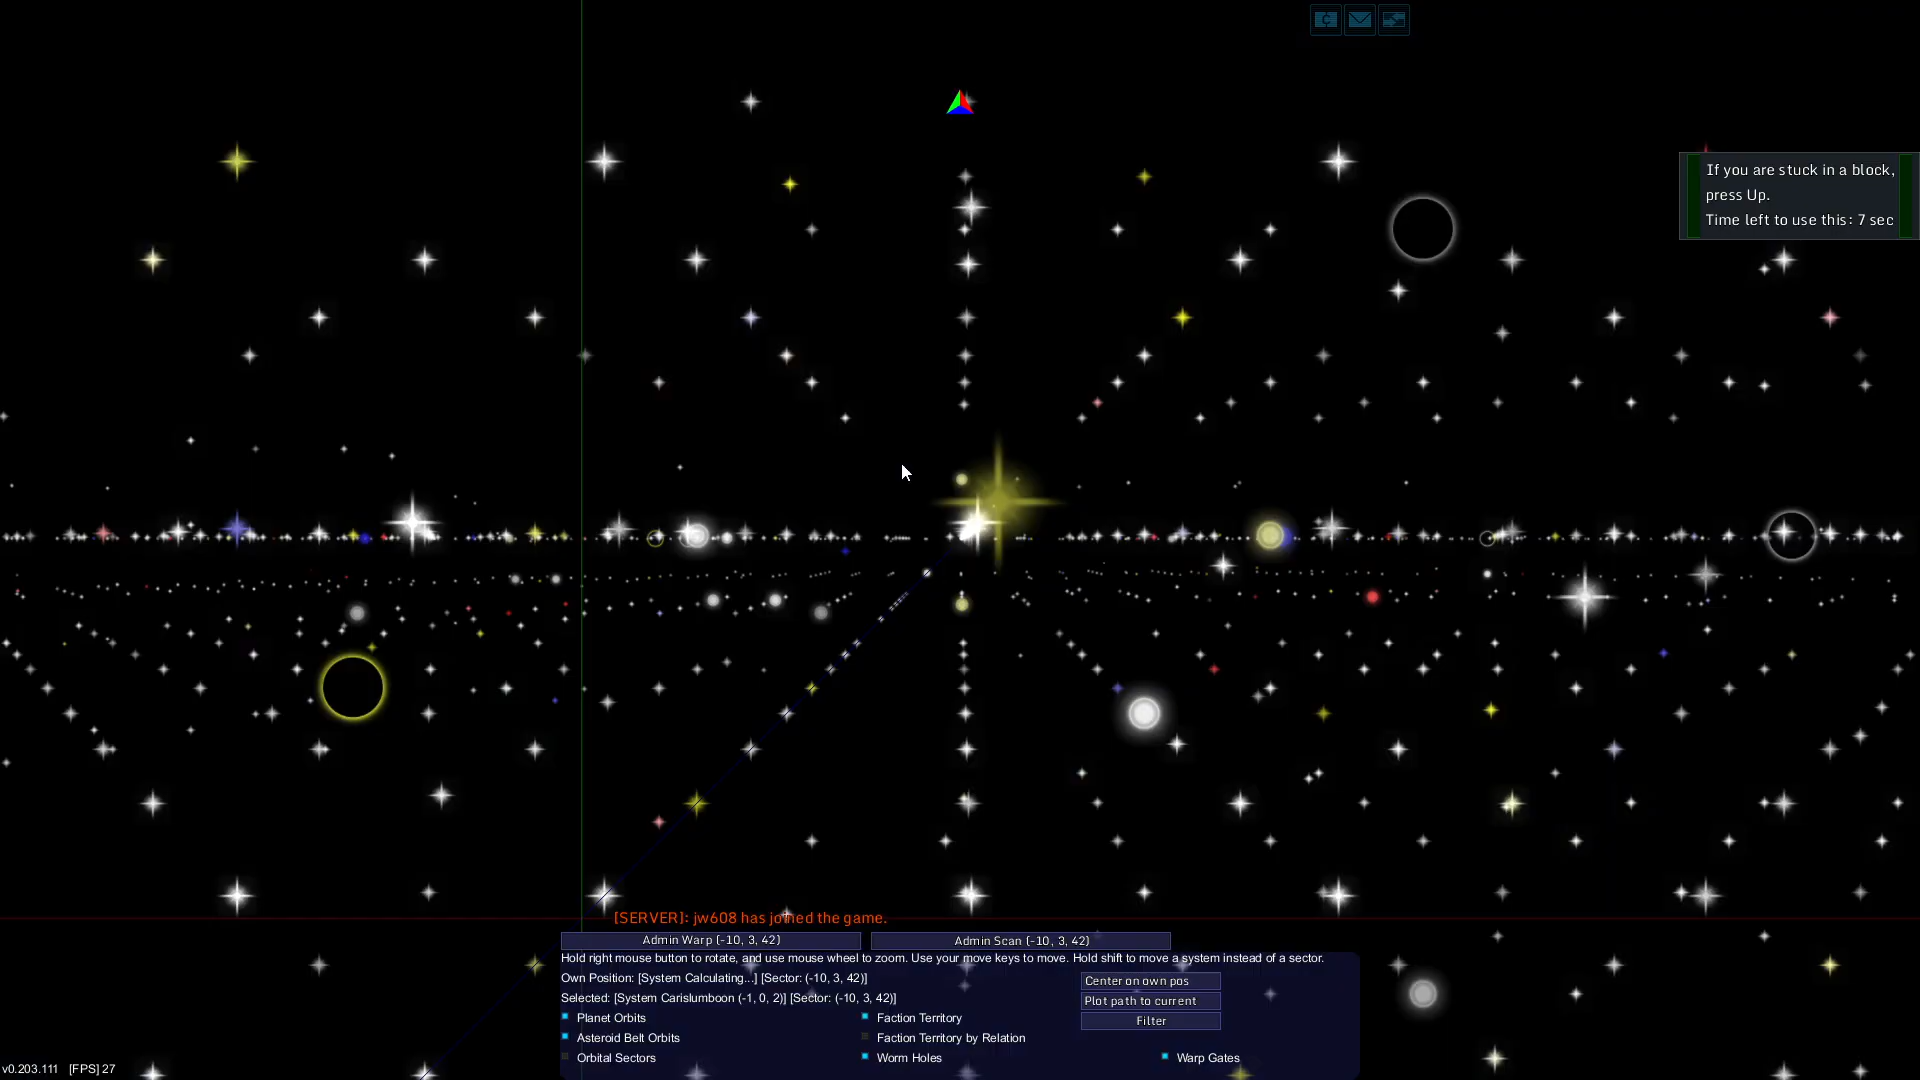 If you are stuck in a block,
press Up.
Time left to use this: 7 sec
[SERVER]: jw608 has joined the game.
Admin Warp (-10, 3, 42)
Admin Scan (-10, 3, 42)
Hold right mouse button to rotate, and use mouse wheel to zoom. Use your move keys to move. Hold shift to move a system instead of a sector.
Own Position: [System Calculating...] [Sector: (-10, 3, 42)]
Center on own pos
Selected: [System Carislumboon (-1, 0, 2)] [Sector: (-10, 3, 42)]
Plot path to current
Planet Orbits
Faction Territory
Filter
Asteroid Belt Orbits
Faction Territory by Relation
Orbital Sectors
Worm Holes
Warp Gates
v0.203.111 [FPS] 27